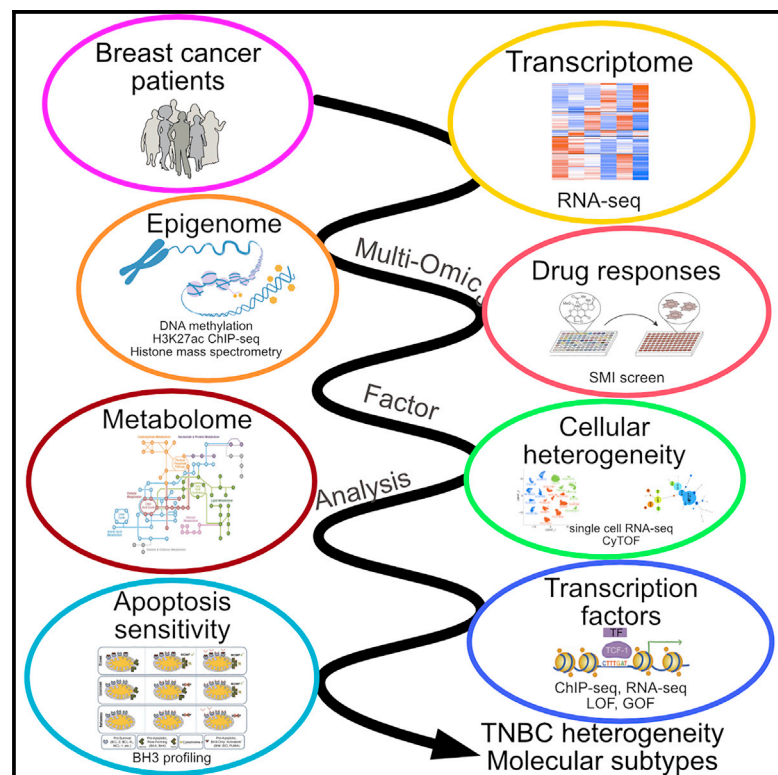 Breast cancer
patients
Transcriptome
RNA-seq
Epigenome
DNA methylation
H3K27ac ChIP-seq
Histone mass spectrometry
Multi-Omics
Drug responses
SMI screen
Factor
Metabolome
Cellular
heterogeneity
single cell RNA-seq
CyTOF
Analysis
Apoptosis
sensitivity
BH3 profiling
Transcription
factors
TF
TCF-1
CTTTGAT
ChIP-seq, RNA-seq
LOF, GOF
TNBC heterogeneity
Molecular subtypes